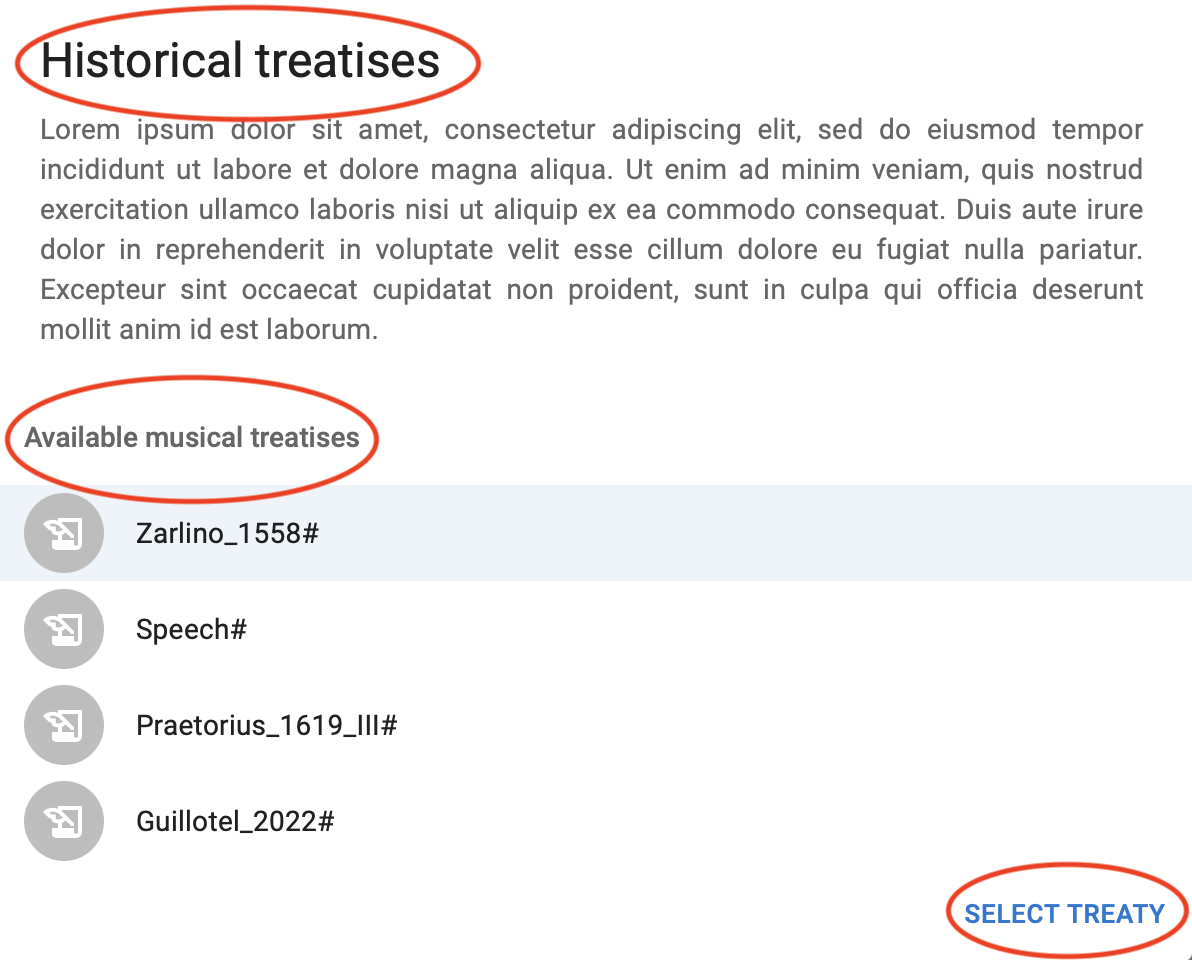 Historical treatises
Lorem ipsum dolor sit amet, consectetur adipiscing elit, sed do eiusmod tempor
incididunt ut labore et dolore magna aliqua. Ut enim ad minim veniam, quis nostrud
exercitation ullamco laboris nisi ut aliquip ex ea commodo consequat. Duis aute irure
dolor in reprehenderit in voluptate velit esse cillum dolore eu fugiat nulla pariatur.
Excepteur sint occaecat cupidatat non proident, sunt in culpa qui officia deserunt
mollit anim id est laborum.
Available musical treatises
Zarlino_1558#
Speech#
Praetorius_1619_III#
Guillotel_2022#
SELECT TREATY